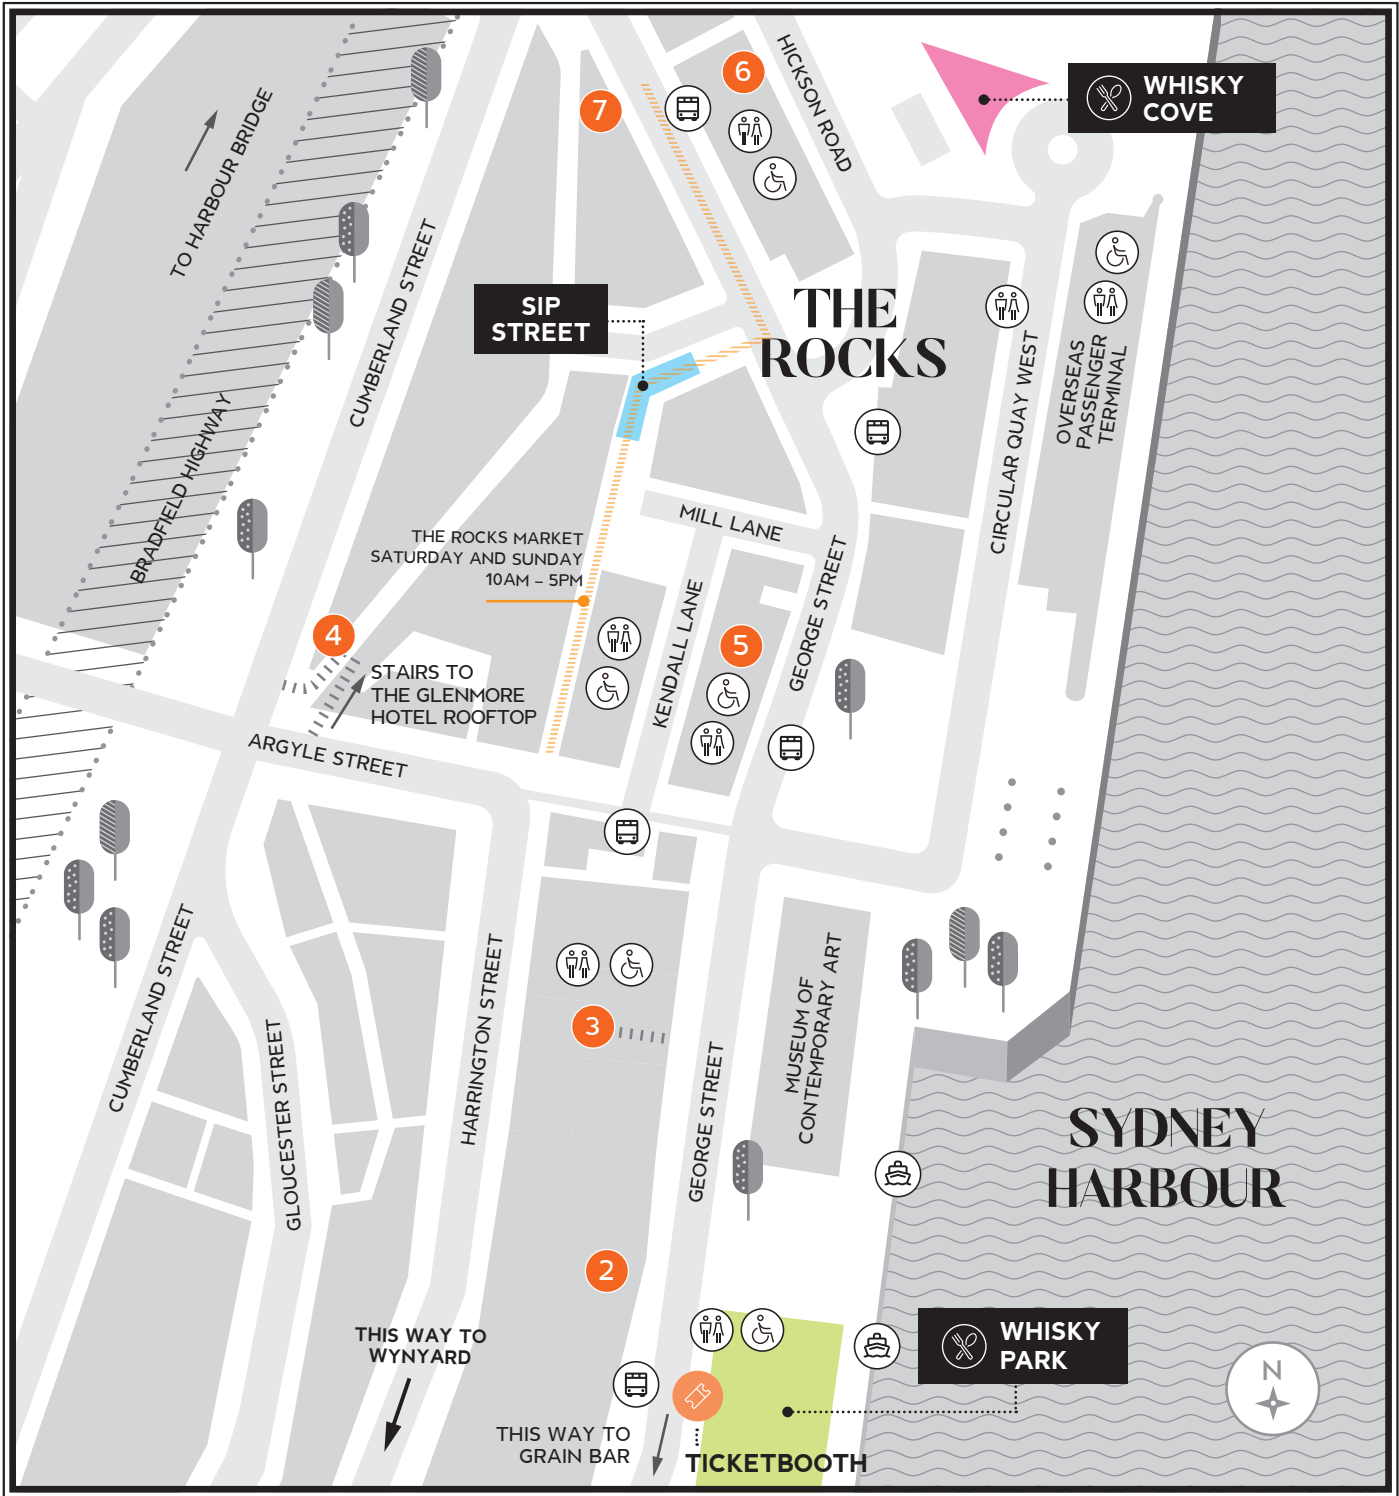 HICKSON ROAD
6
WHISKY
COVE
7
TO HARBOUR BRIDGE
CUMBERLAND STREET
SIP
STREET
THE
ROCKS
CIRCULAR QUAY WEST
OVERSEAS
PASSENGER
TERMINAL
BRADFIELD HIGHWAY
MILL LANE
THE ROCKS MARKET
SATURDAY AND SUNDAY
10AM – 5PM
GEORGE STREET
KENDALL LANE
4
5
STAIRS TO
THE GLENMORE
HOTEL ROOFTOP
ARGYLE STREET
CUMBERLAND STREET
HARRINGTON STREET
MUSEUM OF
CONTEMPORARY ART
3
GLOUCESTER STREET
GEORGE STREET
SYDNEY
HARBOUR
2
THIS WAY TO
WYNYARD
WHISKY
PARK
N
THIS WAY TO
GRAIN BAR
TICKETBOOTH